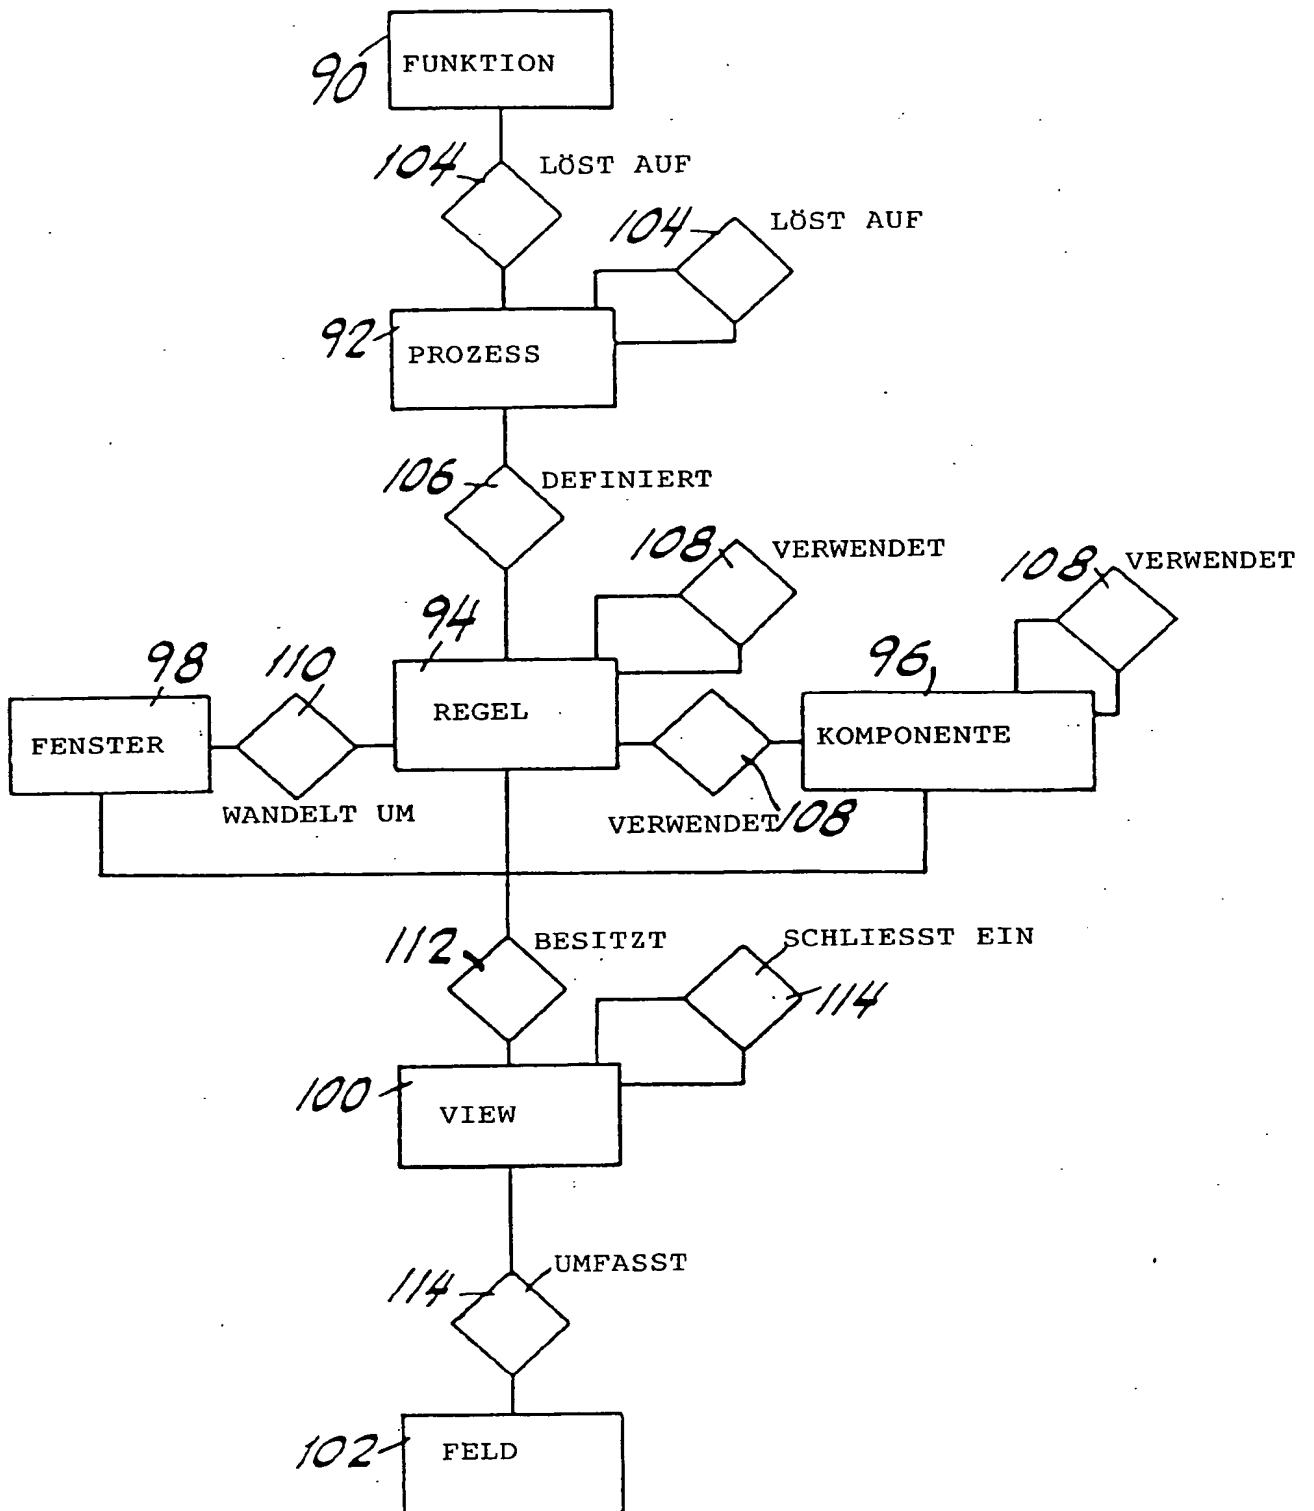 90 FUNKTION
104 LÖST AUF
104 LÖST AUF
92 PROZESS
106 DEFINIERT
108 VERWENDET
108 VERWENDET
94
REGEL
98
FENSTER
110
WANDELT UM
96
KOMPONENTE
VERWENDET 108
112 BESITZT
SCHLIESST EIN
114
100 VIEW
114 UMFASST
102 FELD